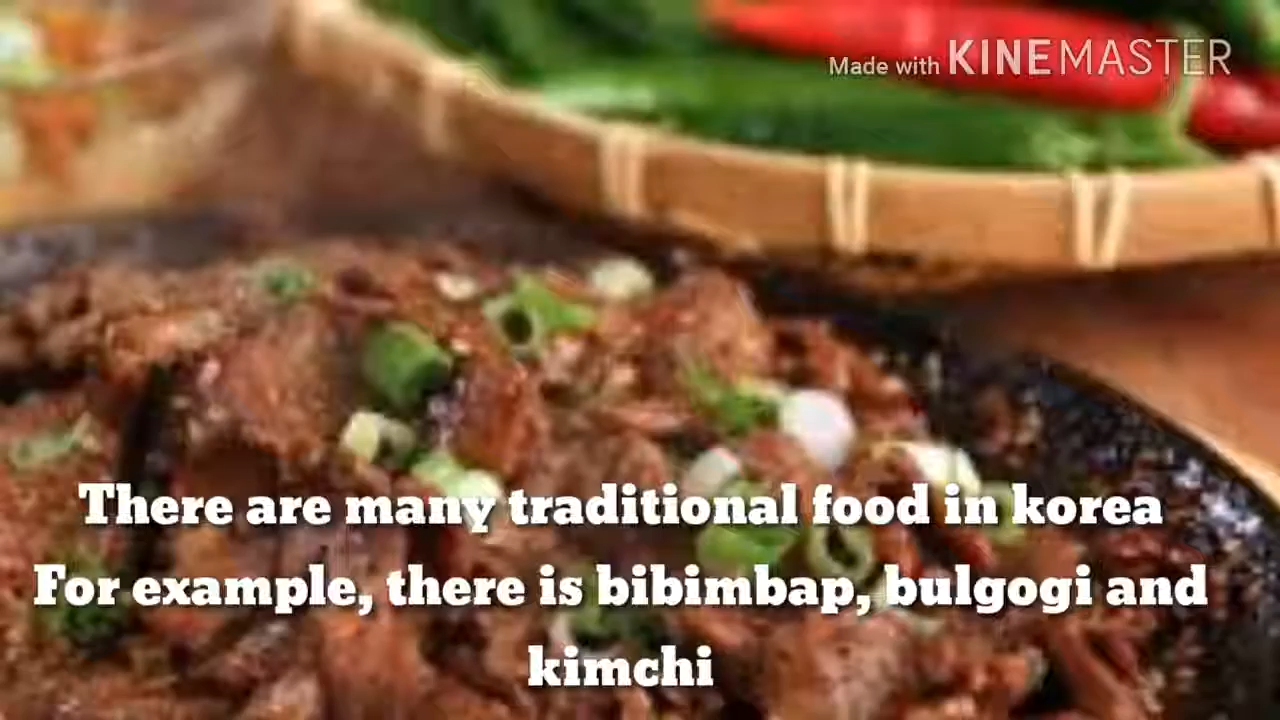 Made with KINEMASTER
There are many traditional food in korea
For example, there is bibimbap, bulgogi and
kimchi